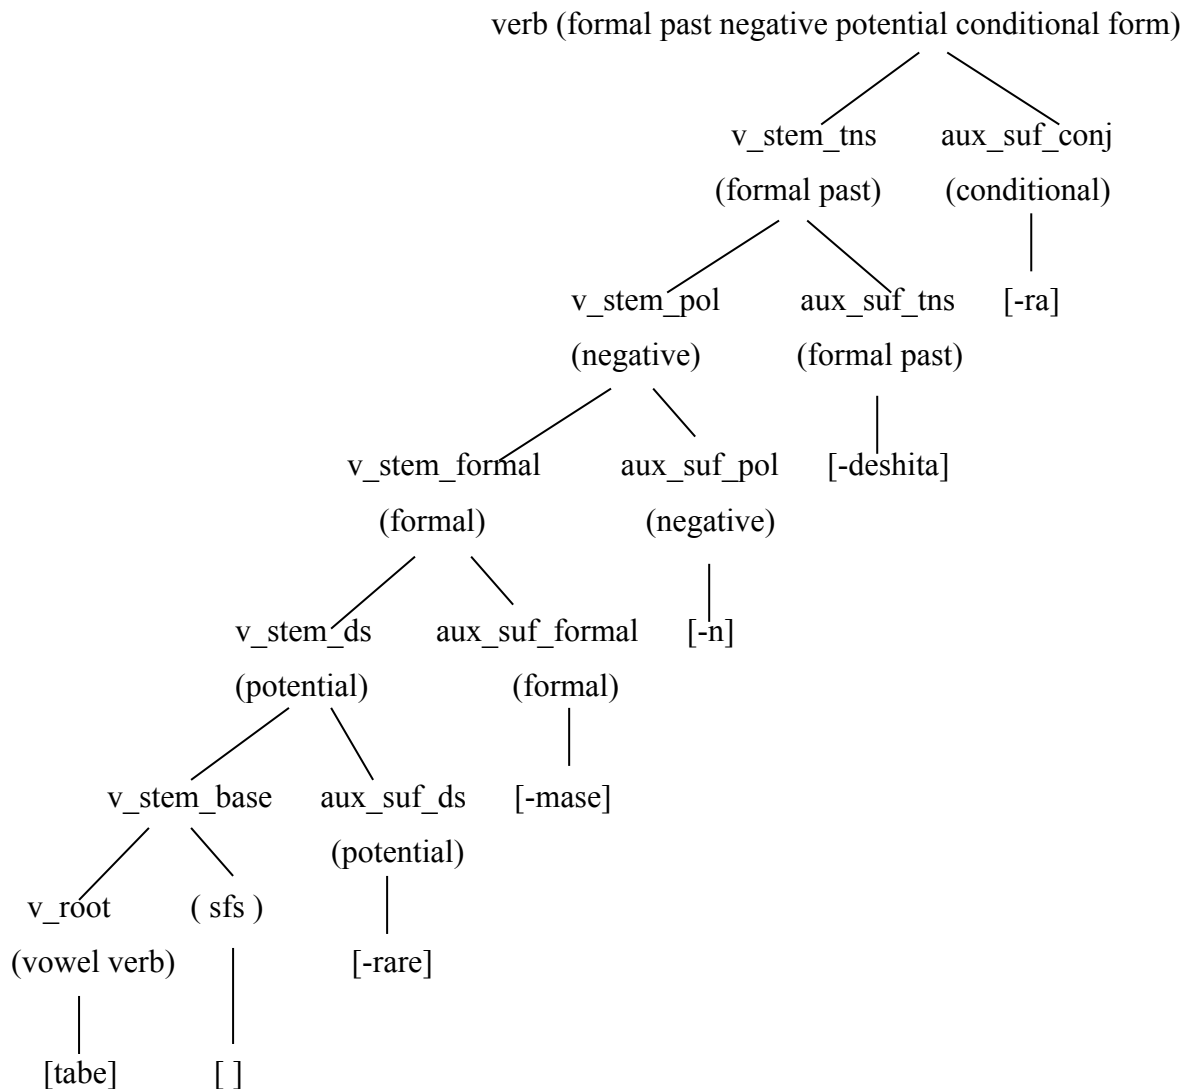 verb (formal past negative potential conditional form)
v_stem_tns aux_suf_conj
(formal past) (conditional)
v_stem_pol aux_suf_tns [-ra]
(negative) (formal past)
v_stem_formal aux_suf_pol [-deshita]
(formal) (negative)
v_stem_ds aux_suf_formal [-n]
(potential) (formal)
v_stem_base aux_suf_ds [-mase]
(potential)
v_root ( sfs )
(vowel verb) [-rare]
[tabe] [ ]